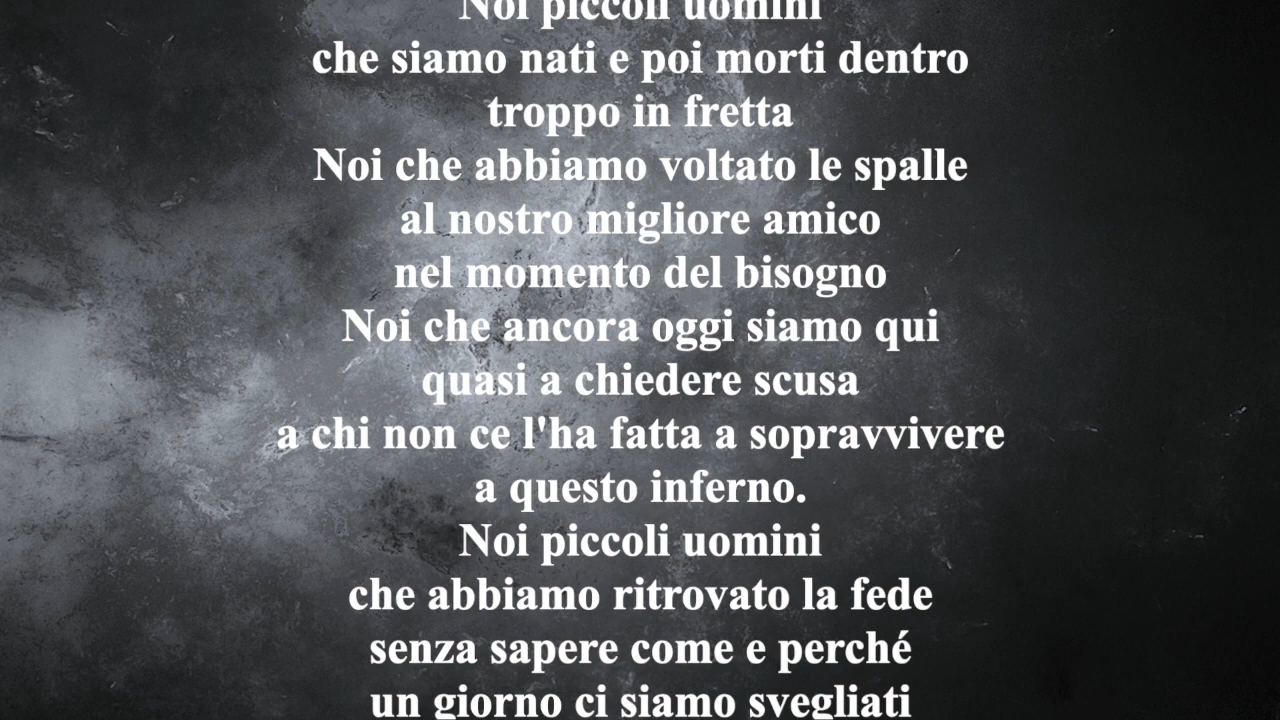 Noi piccoli uomini
che siamo nati e poi morti dentro
troppo in fretta
Noi che abbiamo voltato le spalle
al nostro migliore amico
nel momento del bisogno
Noi che ancora oggi siamo qui
quasi a chiedere scusa
a chi non ce l'ha fatta a sopravvivere
a questo inferno.
Noi piccoli uomini
che abbiamo ritrovato la fede
senza sapere come e perché
un giorno ci siamo svegliati